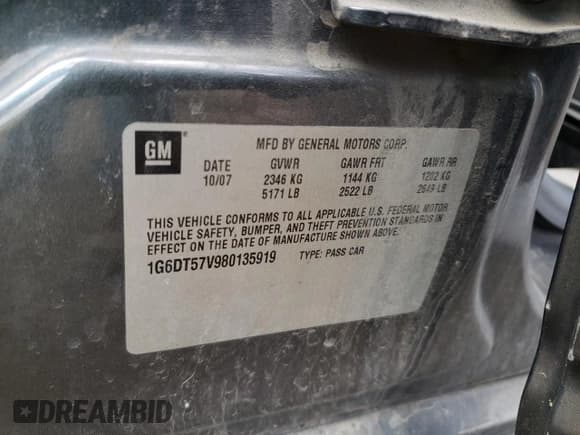 GM
MFD BY GENERAL MOTORS CORP.
DATE GVWR GAWR FRT GAWR RR
10/07 2346 KG 1144 KG 1202 KG
5171 LB 2522 LB 2649 LB
THIS VEHICLE CONFORMS TO ALL APPLICABLE U.S. FEDERAL MOTOR
VEHICLE SAFETY, BUMPER, AND THEFT PREVENTION STANDARDS IN
EFFECT ON THE DATE OF MANUFACTURE SHOWN ABOVE.
1G6DT57V980135919 TYPE: PASS CAR
DREAMBID